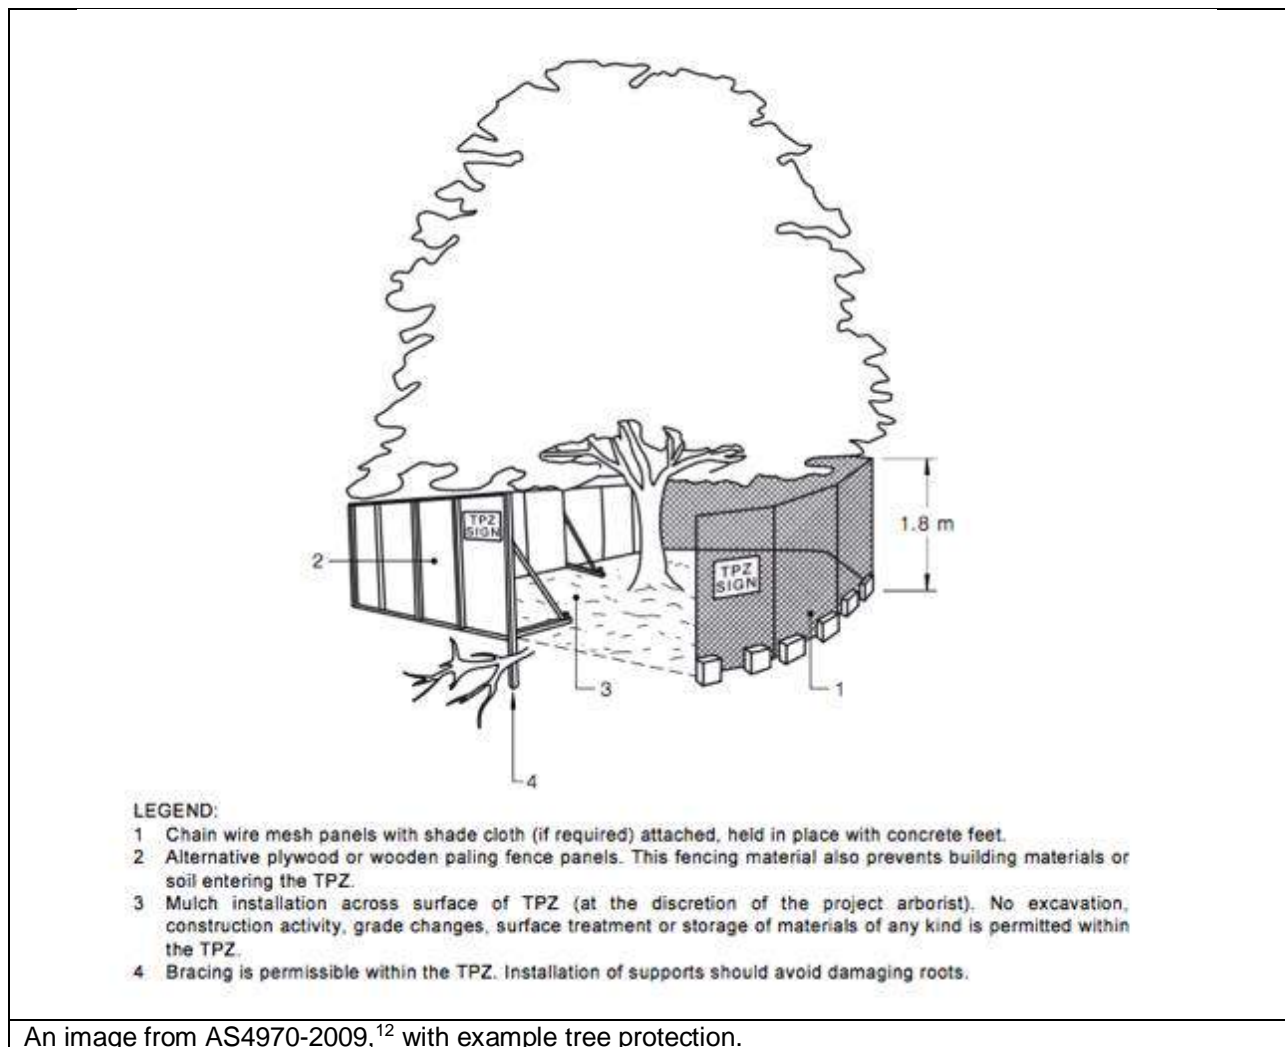 TPZ
SIGN
1.8 m
2
TPZ
SIGN
3
1
4
LEGEND:
1 Chain wire mesh panels with shade cloth (if required) attached, held in place with concrete feet.
2 Alternative plywood or wooden paling fence panels. This fencing material also prevents building materials or
soil entering the TPZ.
3 Mulch installation across surface of TPZ (at the discretion of the project arborist). No excavation,
construction activity, grade changes, surface treatment or storage of materials of any kind is permitted within
the TPZ.
4 Bracing is permissible within the TPZ. Installation of supports should avoid damaging roots.
An image from AS4970-2009,¹² with example tree protection.